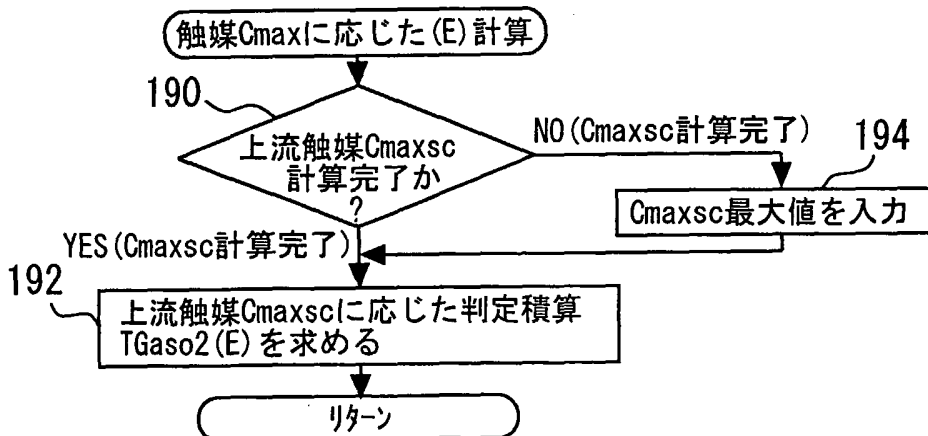 触媒Cmaxに応じた(E)計算
190
上流触媒Cmaxsc
計算完了か
?
NO(Cmaxsc計算完了)
194
Cmaxsc最大値を入力
YES(Cmaxsc計算完了)
192
上流触媒Cmaxscに応じた判定積算
TGaso2(E)を求める
リターン